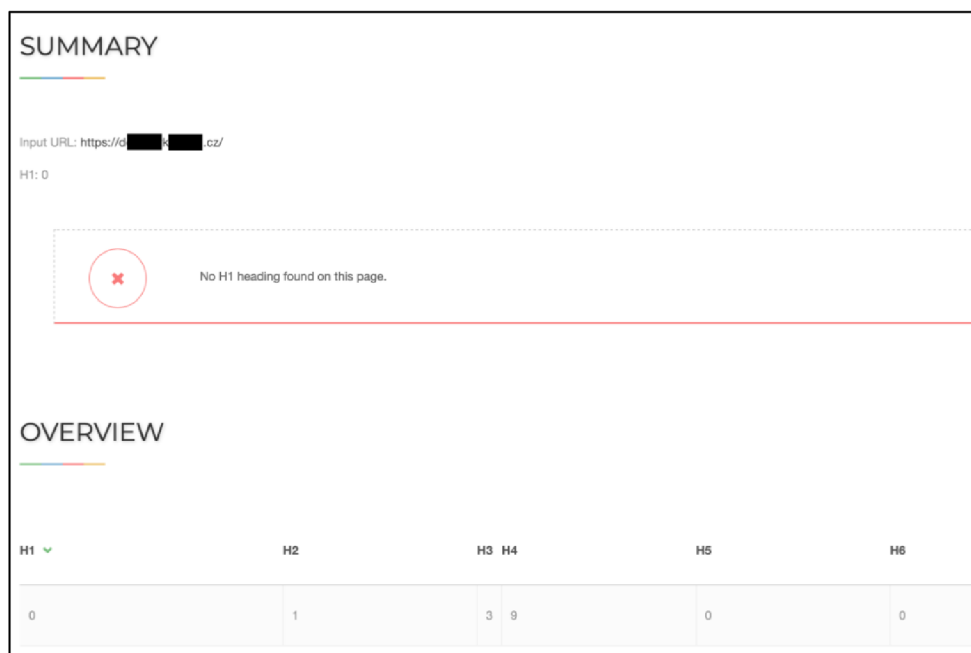 SUMMARY
Input URL: https://d k .cz/
H1: 0
No H1 heading found on this page.
OVERVIEW
H1 H2 H3 H4 H5 H6
0 1 3 9 0 0